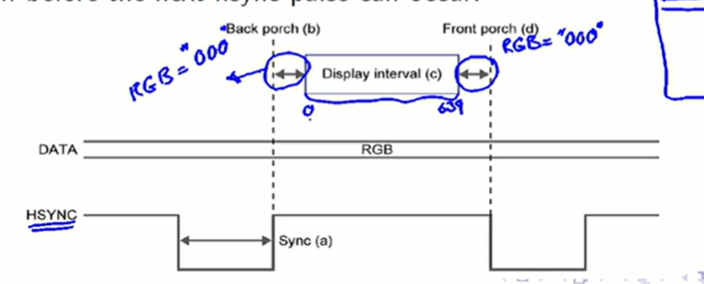 before the next hsync pulse can occur.
Back porch (b)
Front porch (d)
RGB="000"
RGB="000"
Display interval (c)
0
639
DATA
RGB
HSYNC
Sync (a)